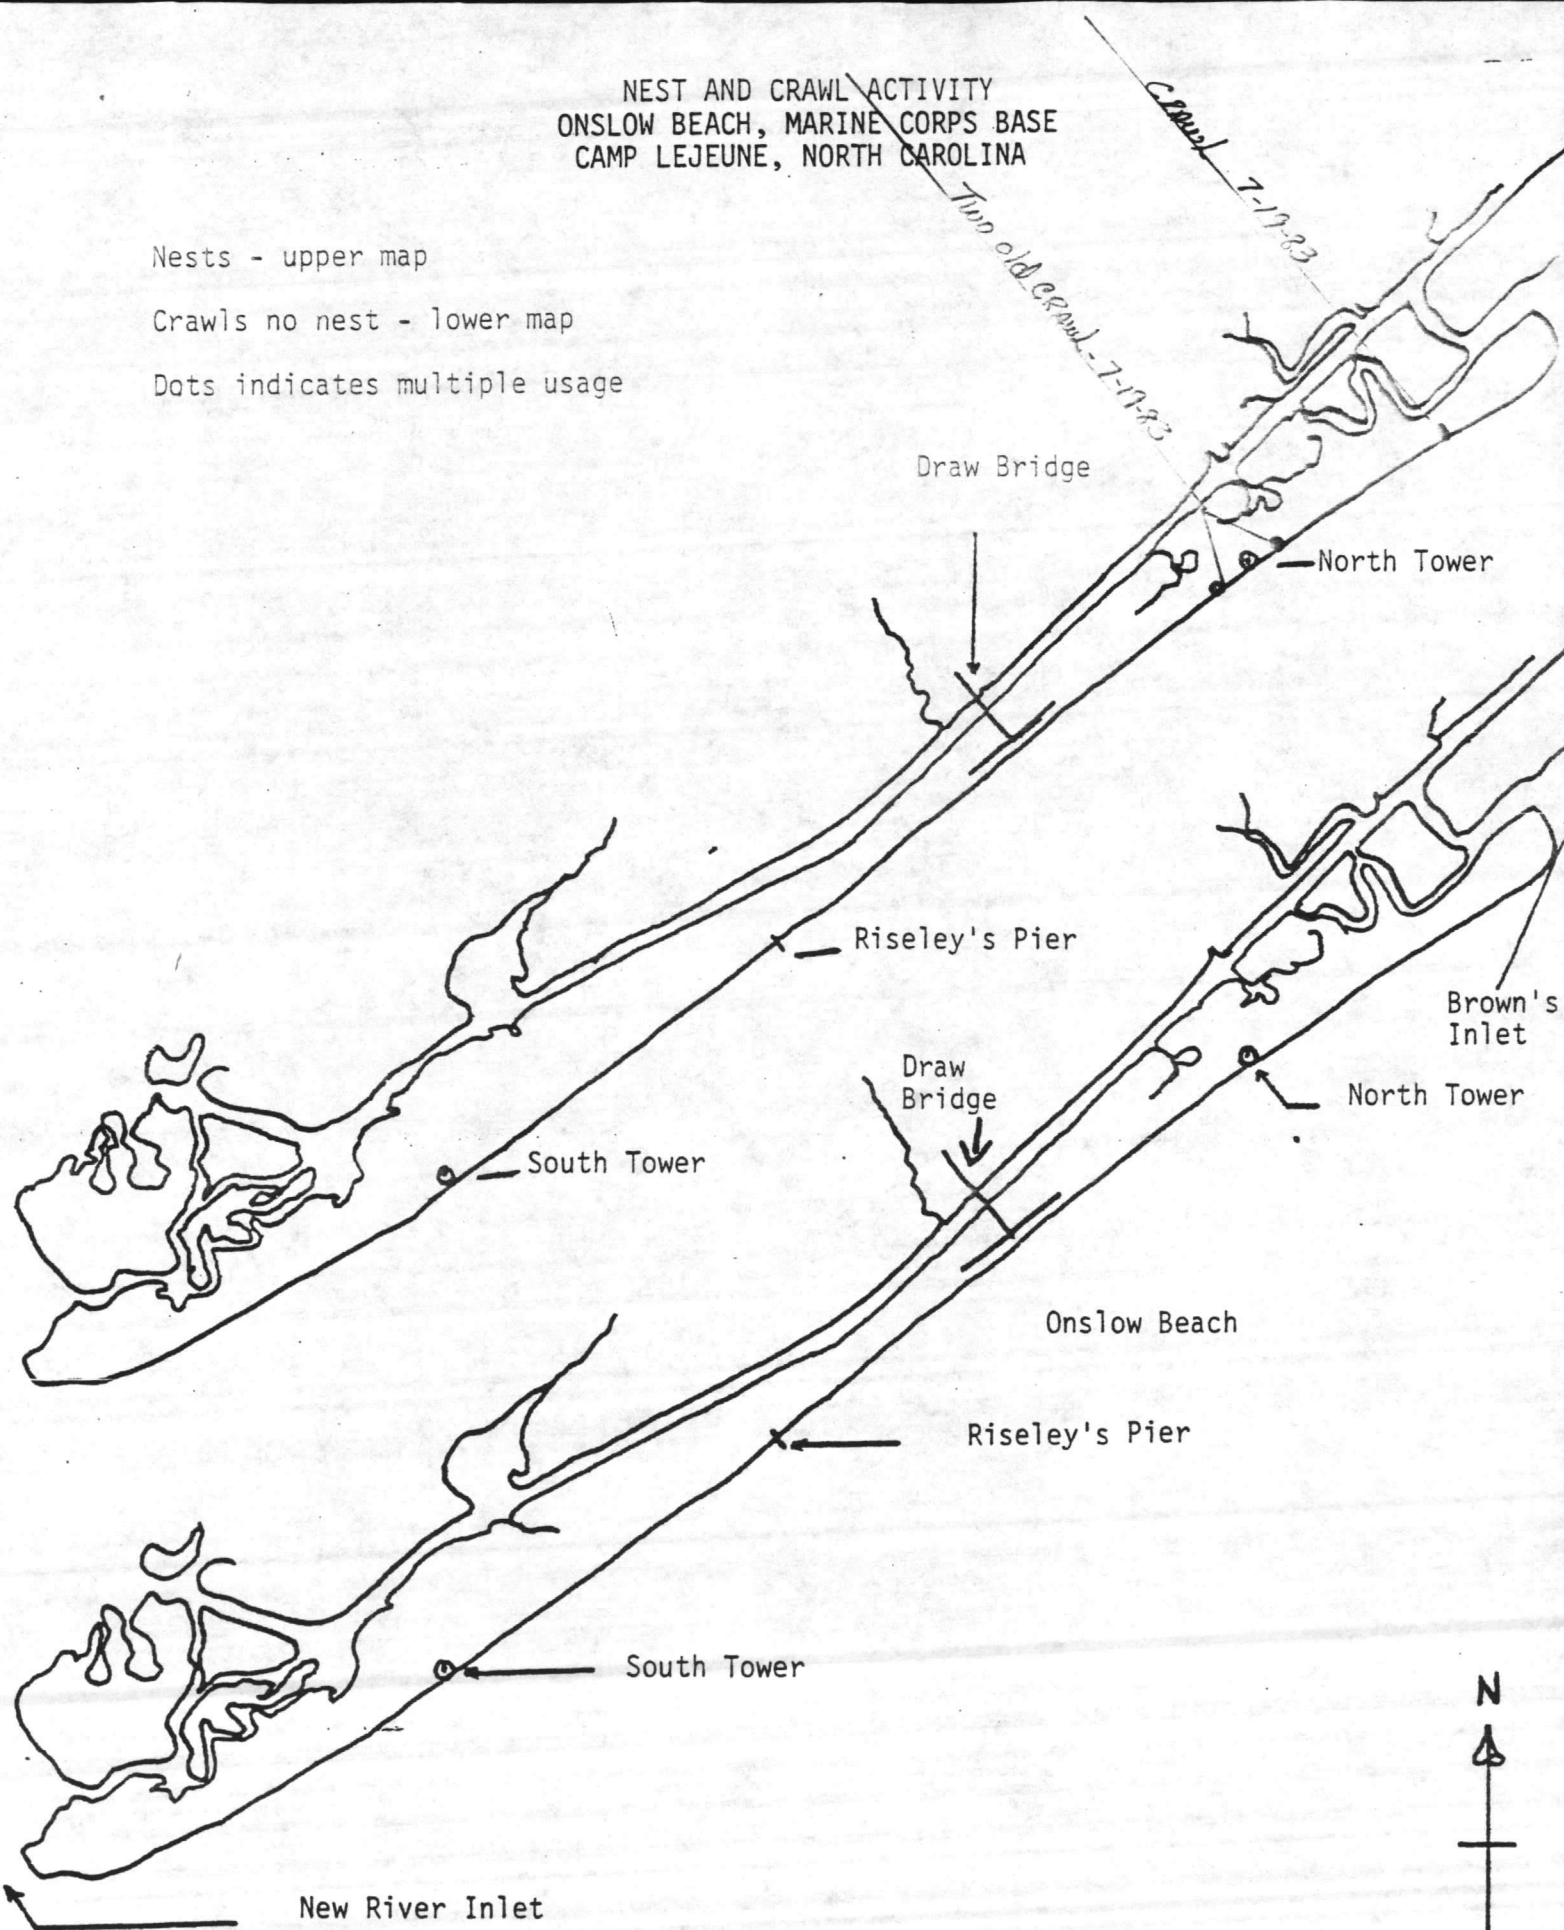 NEST AND CRAWL ACTIVITY
ONSLOW BEACH, MARINE CORPS BASE
CAMP LEJEUNE, NORTH CAROLINA
Crawl 7-19-83
Two old CRawl - 7-19-83
Nests - upper map
Crawls no nest - lower map
Dots indicates multiple usage
Draw Bridge
North Tower
Riseley's Pier
South Tower
Brown's
Inlet
Draw
Bridge
North Tower
Onslow Beach
Riseley's Pier
South Tower
N
New River Inlet